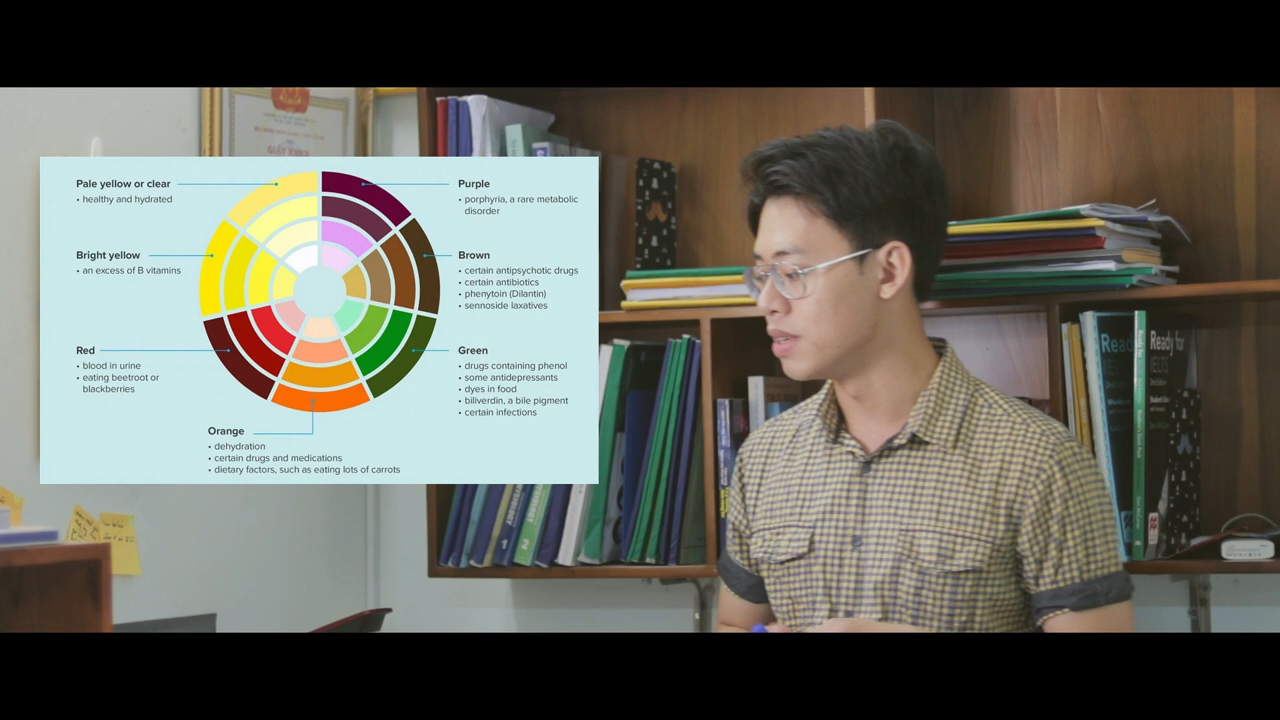 Pale yellow or clear
• healthy and hydrated
Bright yellow
• an excess of B vitamins
Red
• blood in urine
• eating beetroot or
blackberries
Orange
• dehydration
• certain drugs and medications
• dietary factors, such as eating lots of carrots
Purple
• porphyria, a rare metabolic
disorder
Brown
• certain antipsychotic drugs
• certain antibiotics
• phenytoin (Dilantin)
• sennoside laxatives
Green
• drugs containing phenol
• some antidepressants
• dyes in food
• biliverdin, a bile pigment
• certain infections
Ready for
IELTS